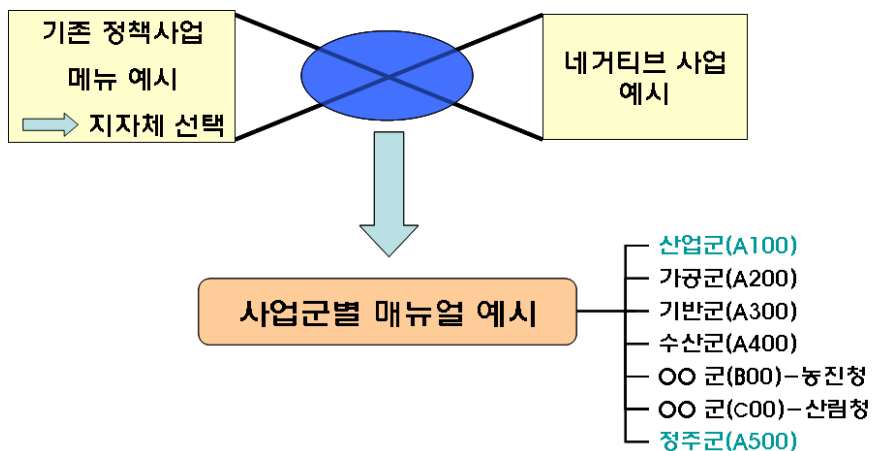 기존 정책사업
메뉴 예시
지자체 선택
네거티브 사업
예시
사업군별 매뉴얼 예시
산업군(A100)
가공군(A200)
기반군(A300)
수산군(A400)
○○ 군(B00)-농진청
○○ 군(C00)-산림청
정주군(A500)